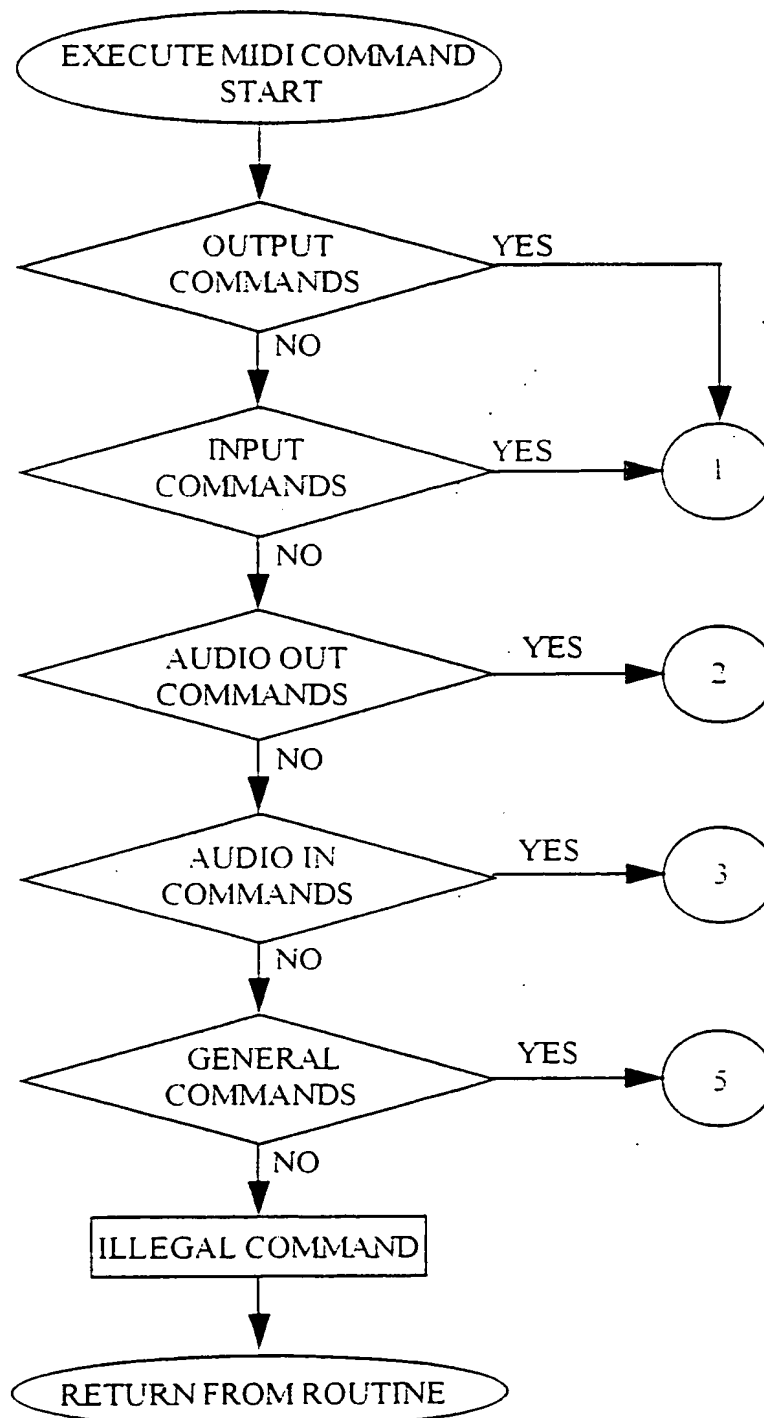 EXECUTE MIDI COMMAND
START
OUTPUT
COMMANDS
YES
NO
INPUT
COMMANDS
YES
1
NO
AUDIO OUT
COMMANDS
YES
2
NO
AUDIO IN
COMMANDS
YES
3
NO
GENERAL
COMMANDS
YES
5
NO
ILLEGAL COMMAND
RETURN FROM ROUTINE